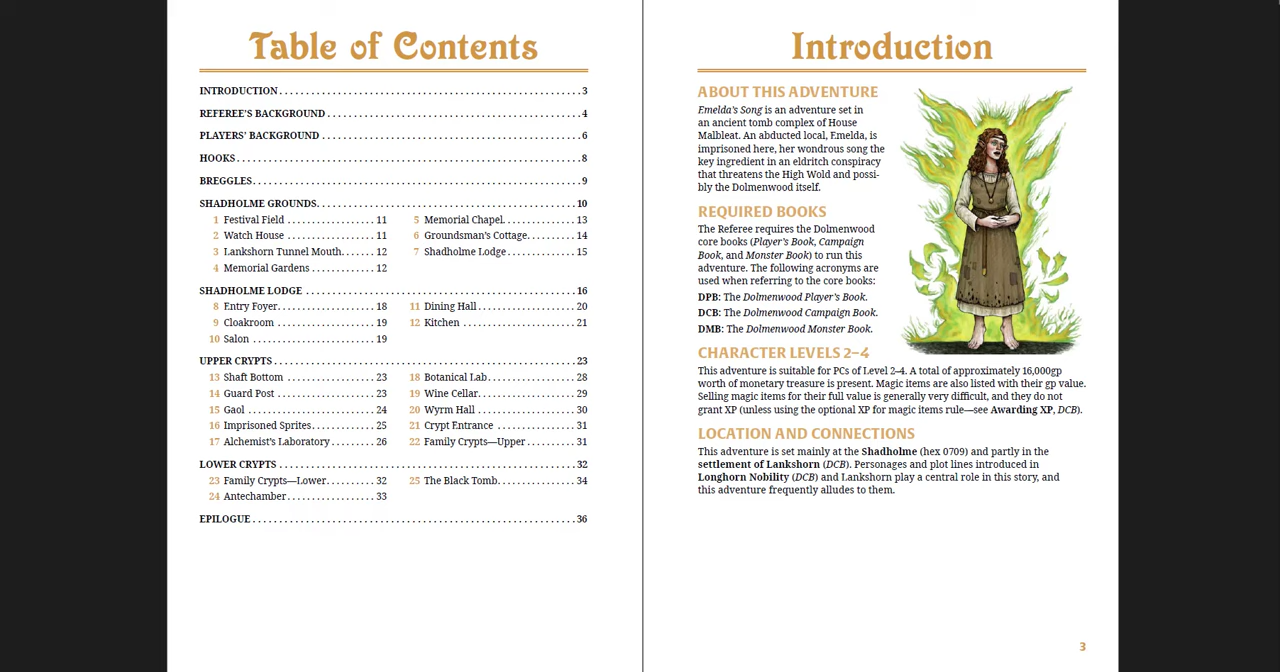 Table of Contents
INTRODUCTION . . . . . . . . . . . . . . . . . . . . . . . . . . . . . . . . . . . . . . . . 3
REFEREE'S BACKGROUND . . . . . . . . . . . . . . . . . . . . . . . . . . . . . . 4
PLAYERS' BACKGROUND . . . . . . . . . . . . . . . . . . . . . . . . . . . . . . . 6
HOOKS . . . . . . . . . . . . . . . . . . . . . . . . . . . . . . . . . . . . . . . . . . . . . 8
BREGGLES. . . . . . . . . . . . . . . . . . . . . . . . . . . . . . . . . . . . . . . . . . . 9
SHADHOLME GROUNDS. . . . . . . . . . . . . . . . . . . . . . . . . . . . . . . . 10
1 Festival Field . . . . . . . . . . . . 11
2 Watch House . . . . . . . . . . . . 11
3 Lankshorn Tunnel Mouth. . . . . . 12
4 Memorial Gardens . . . . . . . . . 12
5 Memorial Chapel. . . . . . . . . . 13
6 Groundsman's Cottage. . . . . . . 14
7 Shadholme Lodge . . . . . . . . . . 15
SHADHOLME LODGE . . . . . . . . . . . . . . . . . . . . . . . . . . . . . . . . . . 16
8 Entry Foyer. . . . . . . . . . . . . . 18
9 Cloakroom . . . . . . . . . . . . . . 19
10 Salon . . . . . . . . . . . . . . . . . . 19
11 Dining Hall . . . . . . . . . . . . . . 20
12 Kitchen . . . . . . . . . . . . . . . . . 21
UPPER CRYPTS . . . . . . . . . . . . . . . . . . . . . . . . . . . . . . . . . . . . . . . 23
13 Shaft Bottom . . . . . . . . . . . . 23
14 Guard Post . . . . . . . . . . . . . . 23
15 Gaol . . . . . . . . . . . . . . . . . . . 24
16 Imprisoned Sprites. . . . . . . . . 25
17 Alchemist's Laboratory . . . . . . 26
18 Botanical Lab . . . . . . . . . . . . 28
19 Wine Cellar. . . . . . . . . . . . . . 29
20 Wyrm Hall . . . . . . . . . . . . . . 30
21 Crypt Entrance . . . . . . . . . . . 31
22 Family Crypts—Upper . . . . . . . 31
LOWER CRYPTS . . . . . . . . . . . . . . . . . . . . . . . . . . . . . . . . . . . . . . 32
23 Family Crypts—Lower. . . . . . . 32
24 Antechamber . . . . . . . . . . . . . 33
25 The Black Tomb. . . . . . . . . . . 34
EPILOGUE . . . . . . . . . . . . . . . . . . . . . . . . . . . . . . . . . . . . . . . . . . . 36
Introduction
ABOUT THIS ADVENTURE
Emelda's Song is an adventure set in
an ancient tomb complex of House
Malbleat. An abducted local, Emelda, is
imprisoned here, her wondrous song the
key ingredient in an eldritch conspiracy
that threatens the High Wold and possi-
bly the Dolmenwood itself.
REQUIRED BOOKS
The Referee requires the Dolmenwood
core books (Player's Book, Campaign
Book, and Monster Book) to run this
adventure. The following acronyms are
used when referring to the core books:
DPB: The Dolmenwood Player's Book.
DCB: The Dolmenwood Campaign Book.
DMB: The Dolmenwood Monster Book.
CHARACTER LEVELS 2–4
This adventure is suitable for PCs of Level 2–4. A total of approximately 16,000gp
worth of monetary treasure is present. Magic items are also listed with their gp value.
Selling magic items for their full value is generally very difficult, and they do not
grant XP (unless using the optional XP for magic items rule—see Awarding XP, DCB).
LOCATION AND CONNECTIONS
This adventure is set mainly at the Shadholme (hex 0709) and partly in the
settlement of Lankshorn (DCB). Personages and plot lines introduced in
Longhorn Nobility (DCB) and Lankshorn play a central role in this story, and
this adventure frequently alludes to them.
3